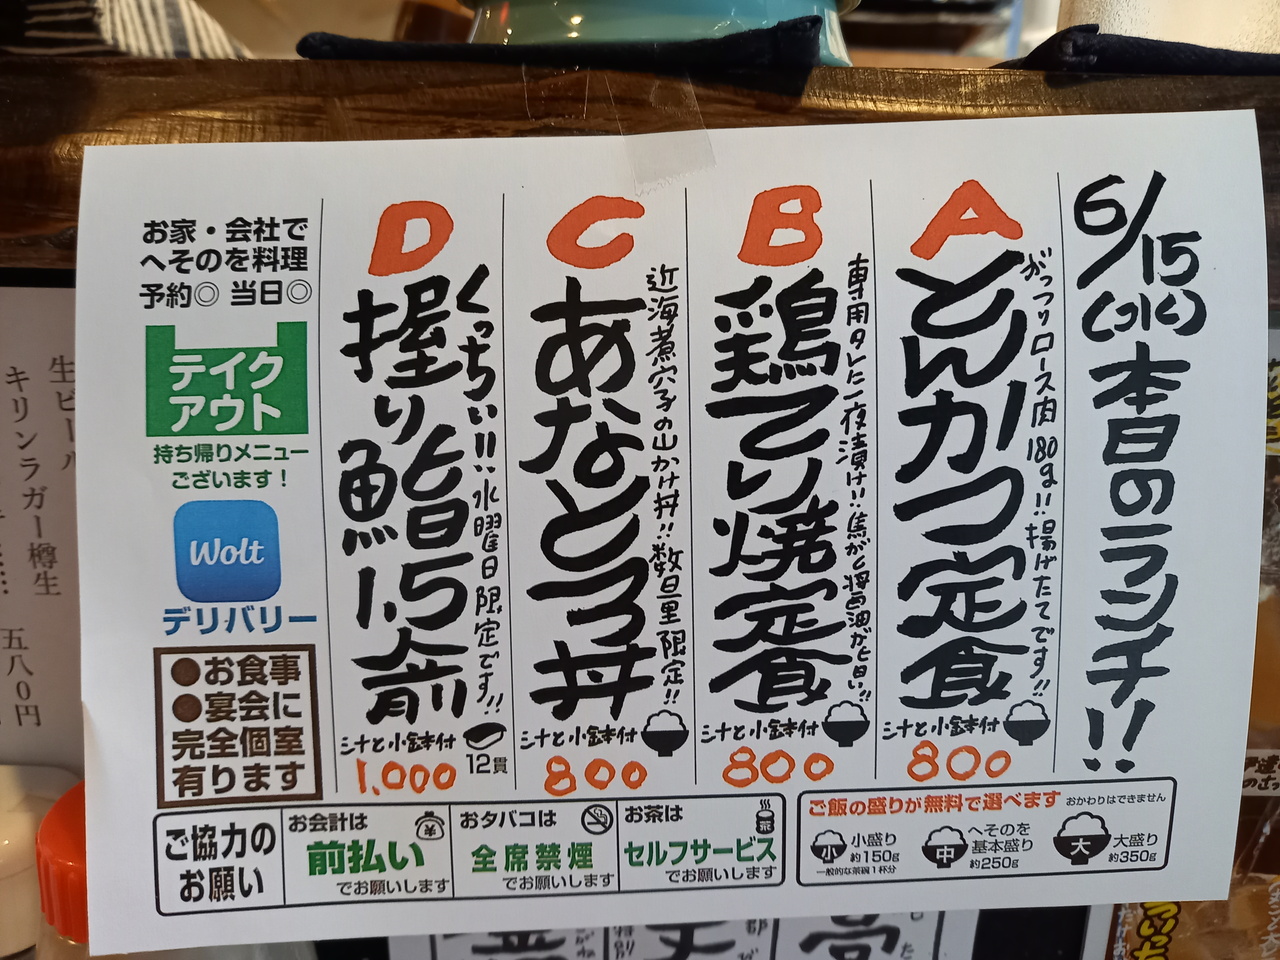 6/15(水)本日のランチ!!
A
がっつりロース肉180g!!揚げたてです!!
とんかつ定食
汁と小鉢付
800
B
専用タレに一夜漬け!!焦がし醤油が旨い!!
鶏てり焼定食
汁と小鉢付
800
C
近海煮穴子の山かけ丼!!数量限定!!
あなとろ丼
汁と小鉢付
800
D
くっちぃ!!水曜日限定です!!
握り鮨旨1.5人前
汁と小鉢付
12貫
1,000
お家・会社で
へそのを料理
予約◎ 当日◎
テイク
アウト
持ち帰りメニュー
ございます!
Wolt
デリバリー
●お食事
●宴会に
完全個室
有ります
ご協力の
お願い
お会計は
前払い
でお願いします
おタバコは
全席禁煙
でお願いします
お茶は
茶
セルフサービス
でお願いします
ご飯の盛りが無料で選べます おかわりはできません
小
小盛り
約150g
一般的な茶碗1杯分
中
へそのを
基本盛り
約250g
大
大盛り
約350g
キリンラガー樽生
五八〇円